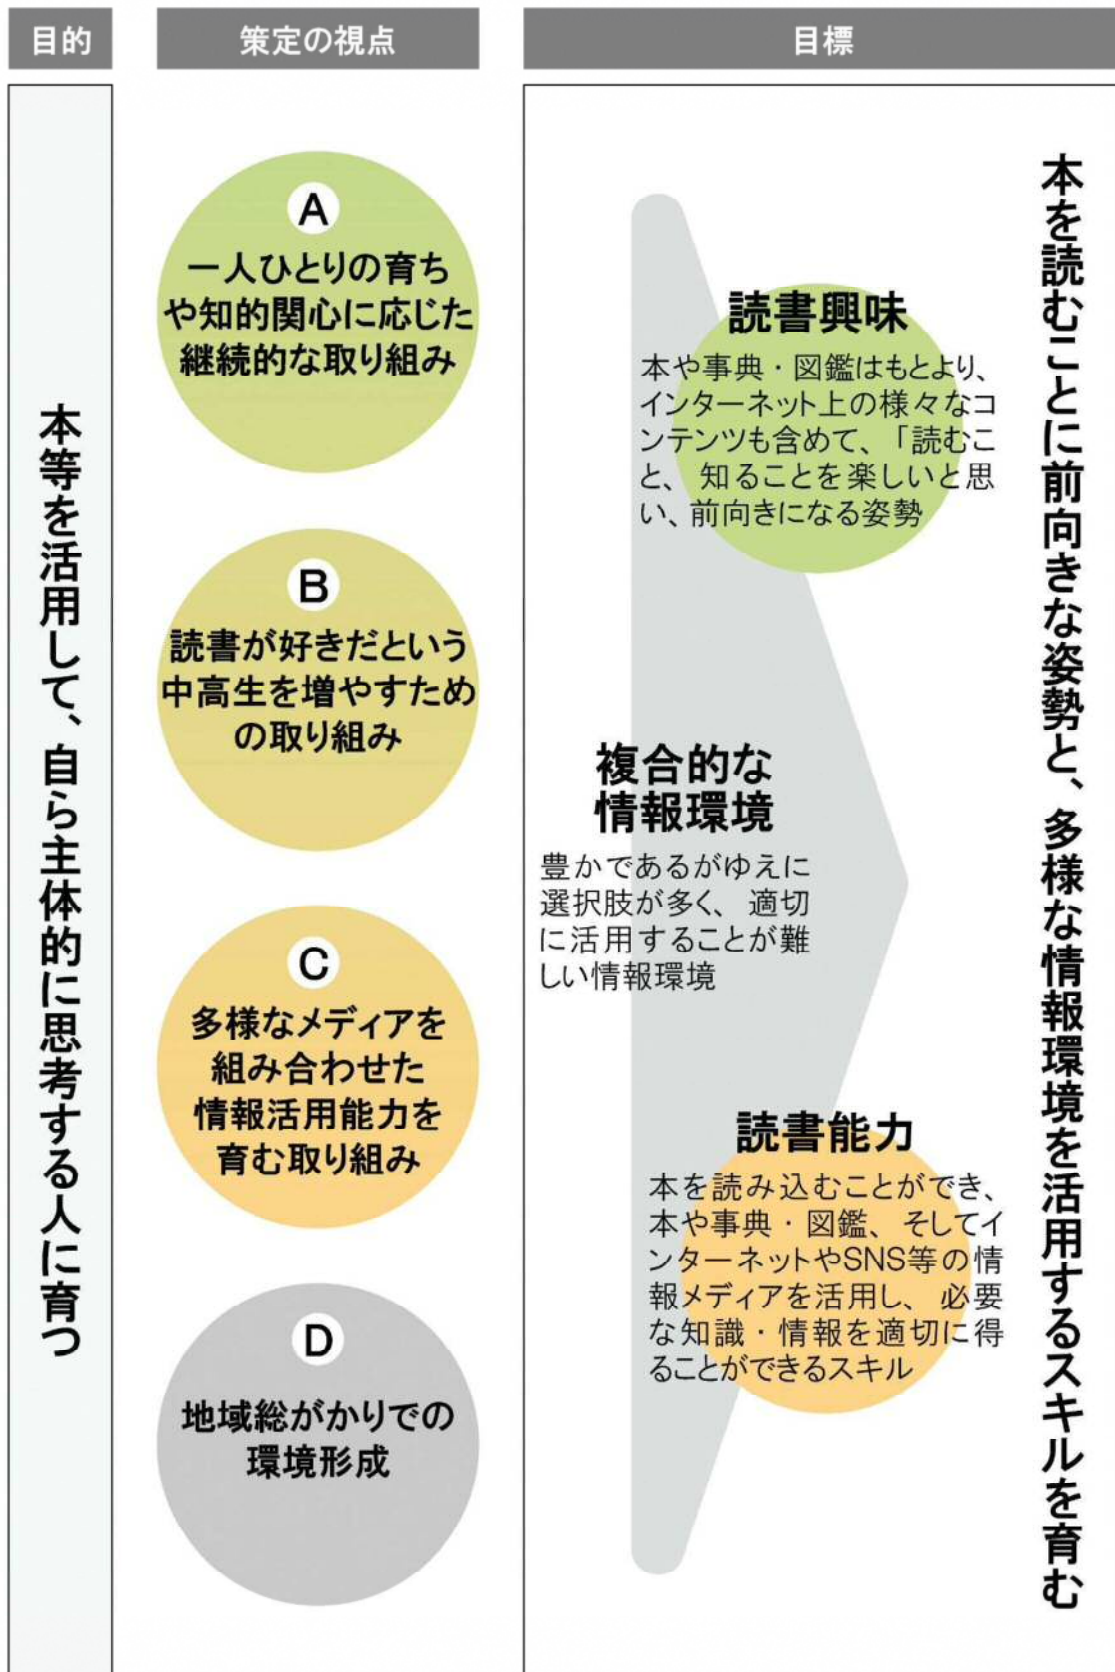 目的
策定の視点
目標
本等を活用して、自ら主体的に思考する人に育つ
A
一人ひとりの育ち
や知的関心に応じた
継続的な取り組み
B
読書が好きだという
中高生を増やすため
の取り組み
C
多様なメディアを
組み合わせた
情報活用能力を
育む取り組み
D
地域総がかりでの
環境形成
読書興味
本や事典・図鑑はもとより、
インターネット上の様々なコ
ンテンツも含めて、「読むこ
と、知ることを楽しいと思
い、前向きになる姿勢
複合的な
情報環境
豊かであるがゆえに
選択肢が多く、適切
に活用することが難
しい情報環境
読書能力
本を読み込むことができ、
本や事典・図鑑、そしてイ
ンターネットやSNS等の情
報メディアを活用し、必要
な知識・情報を適切に得
ることができるスキル
本を読むことに前向きな姿勢と、多様な情報環境を活用するスキルを育む